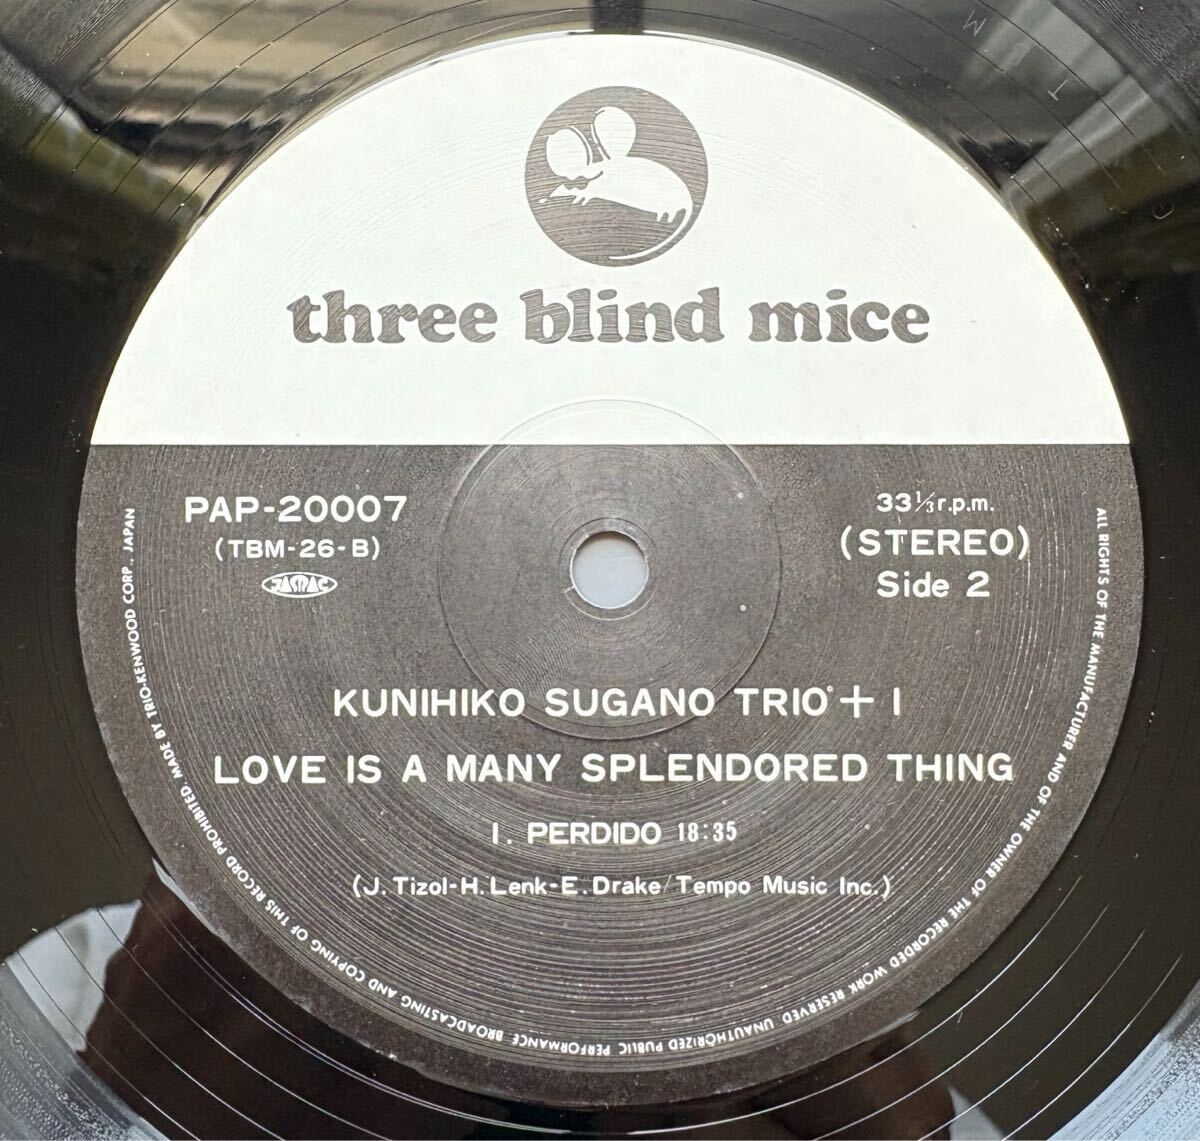 three blind mice
PAP-20007
(TBM-26-B)
JASRAC
33⅓ r.p.m.
(STEREO)
Side 2
KUNIHIKO SUGANO TRIO + 1
LOVE IS A MANY SPLENDORED THING
1. PERDIDO 18:35
(J. Tizol-H. Lenk-E. Drake/Tempo Music Inc.)
ALL RIGHTS OF THE MANUFACTURER AND OF THE OWNER OF THE RECORDED WORK RESERVED. UNAUTHORIZED PUBLIC PERFORMANCE BROADCASTING AND COPYING OF THIS RECORD PROHIBITED. MADE BY TRIO-KENWOOD CORP., JAPAN